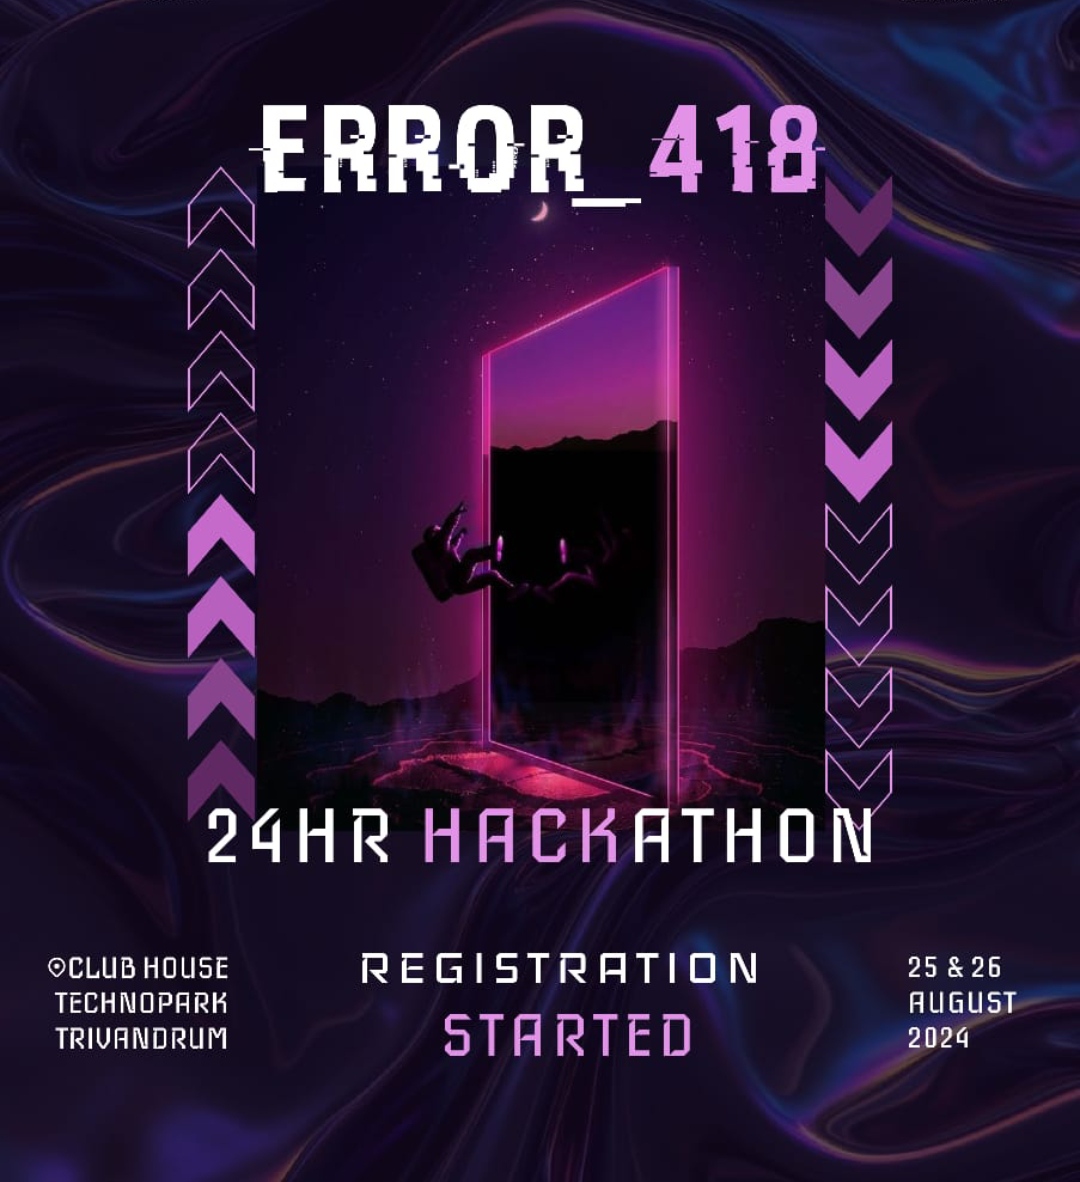 ERROR_418
24HR HACKATHON
CLUB HOUSE
TECHNOPARK
TRIVANDRUM
REGISTRATION
STARTED
25 & 26
AUGUST
2024